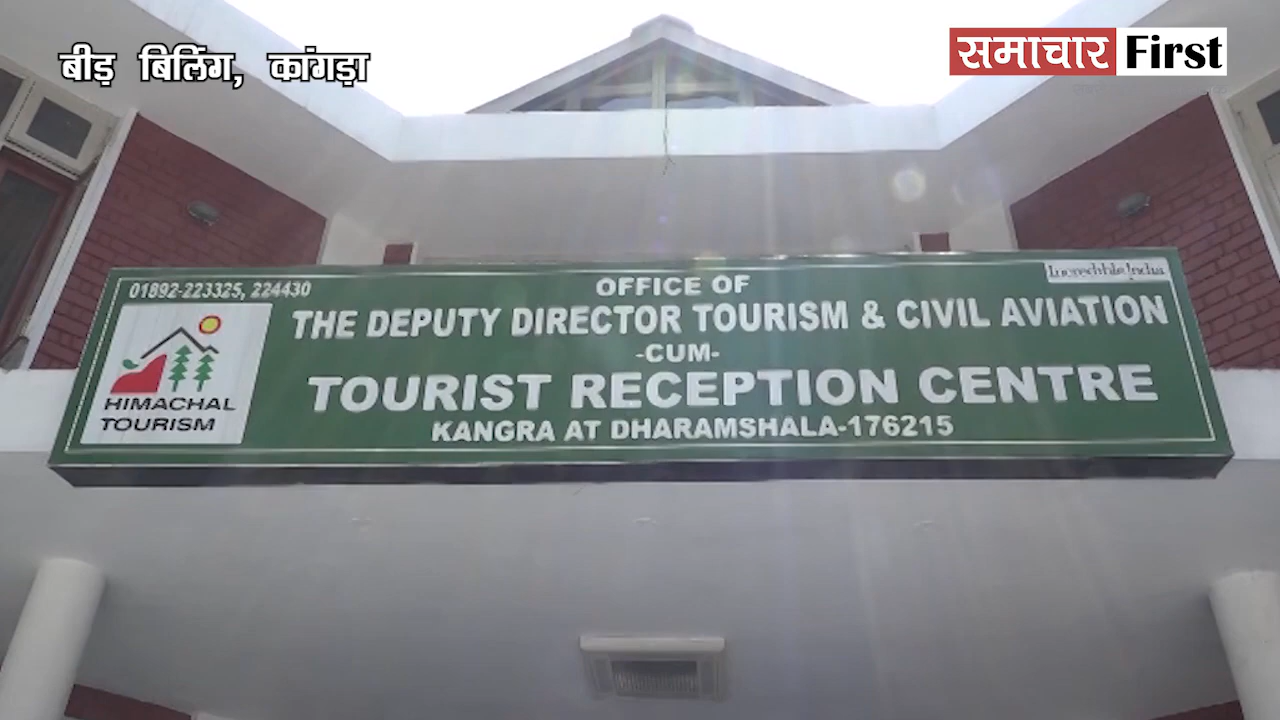 बीड़ बिलिंग, कांगड़ा
समाचार First
01892-223325, 224430
OFFICE OF
Incredible !ndia
THE DEPUTY DIRECTOR TOURISM & CIVIL AVIATION
-CUM-
TOURIST RECEPTION CENTRE
KANGRA AT DHARAMSHALA-176215
HIMACHAL
TOURISM